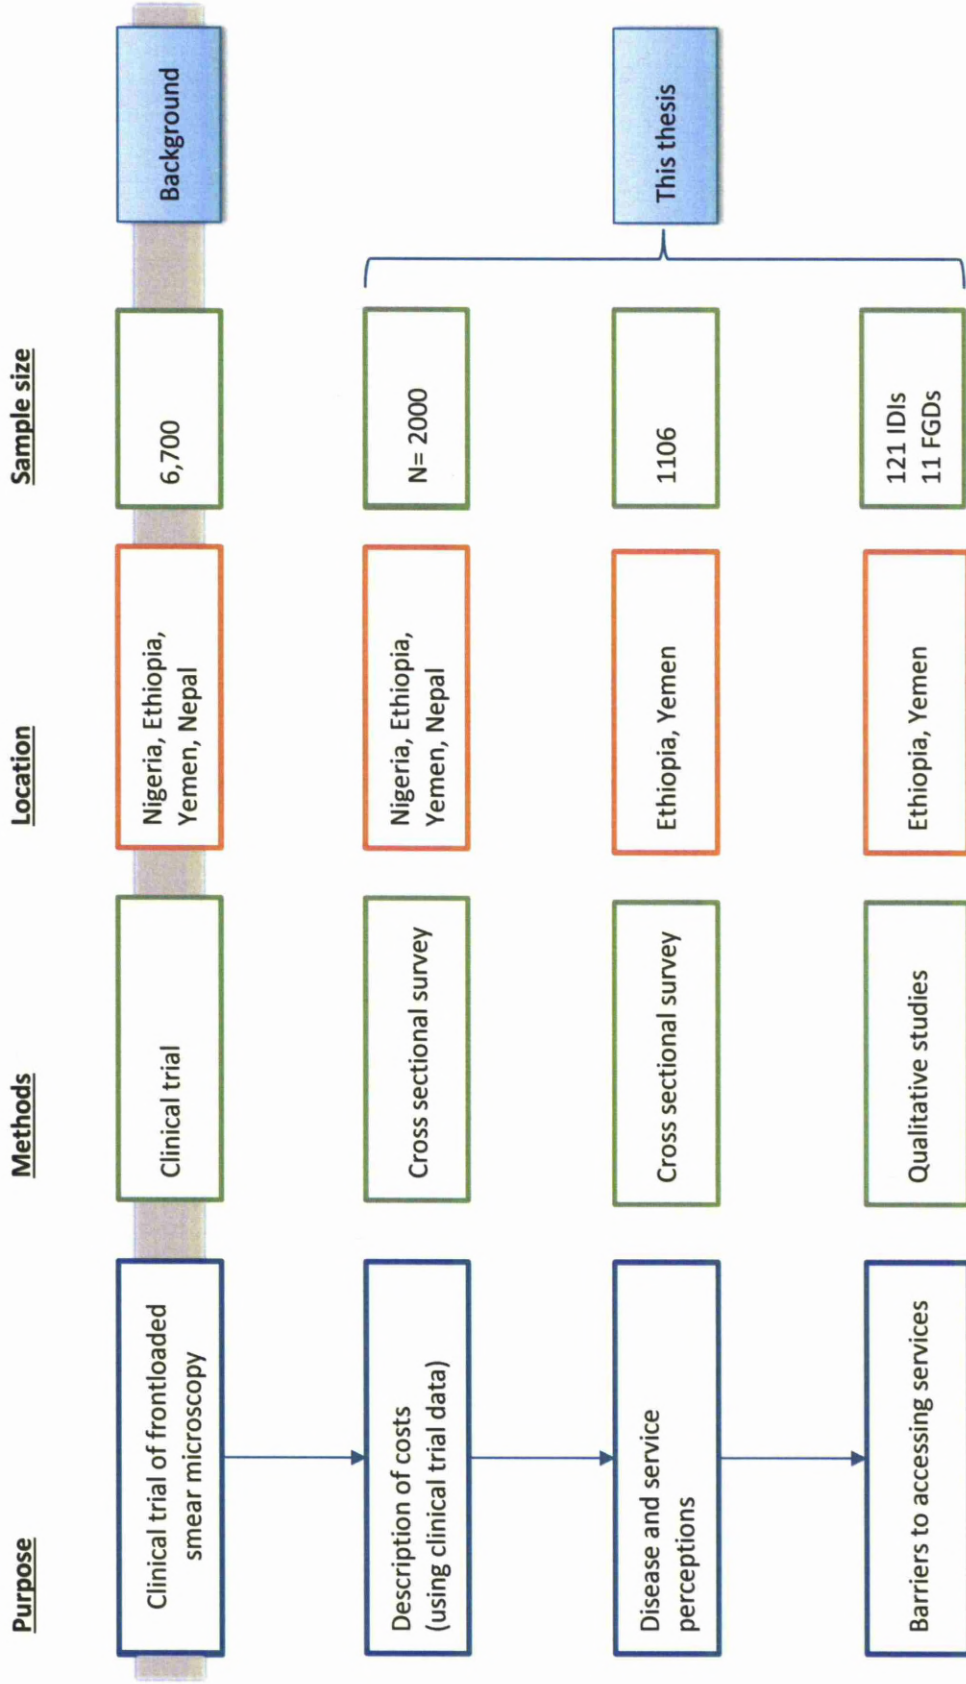 Purpose
Methods
Location
Sample size
Clinical trial of frontloaded
smear microscopy
Clinical trial
Nigeria, Ethiopia,
Yemen, Nepal
6,700
Background
Description of costs
(using clinical trial data)
Cross sectional survey
Nigeria, Ethiopia,
Yemen, Nepal
N= 2000
Disease and service
perceptions
Cross sectional survey
Ethiopia, Yemen
1106
This thesis
Barriers to accessing services
Qualitative studies
Ethiopia, Yemen
121 IDIs
11 FGDs